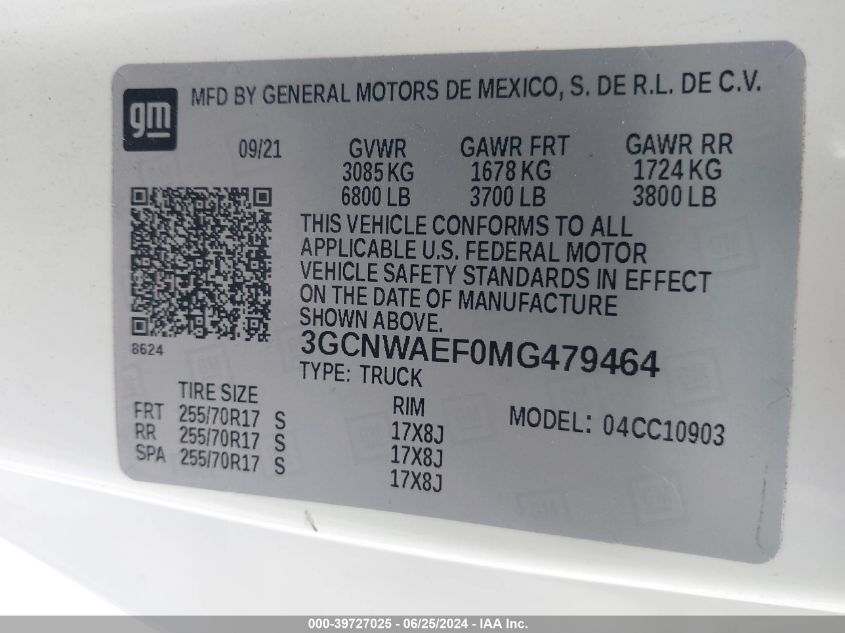 gm
MFD BY GENERAL MOTORS DE MEXICO, S. DE R.L. DE C.V.
09/21
GVWR GAWR FRT GAWR RR
3085 KG 1678 KG 1724 KG
6800 LB 3700 LB 3800 LB
THIS VEHICLE CONFORMS TO ALL
APPLICABLE U.S. FEDERAL MOTOR
VEHICLE SAFETY STANDARDS IN EFFECT
ON THE DATE OF MANUFACTURE
SHOWN ABOVE.
8624
3GCNWAEF0MG479464
TYPE: TRUCK
TIRE SIZE RIM
MODEL: 04CC10903
FRT 255/70R17 S 17X8J
RR 255/70R17 S 17X8J
SPA 255/70R17 S 17X8J
000-39727025 - 06/25/2024 - IAA Inc.